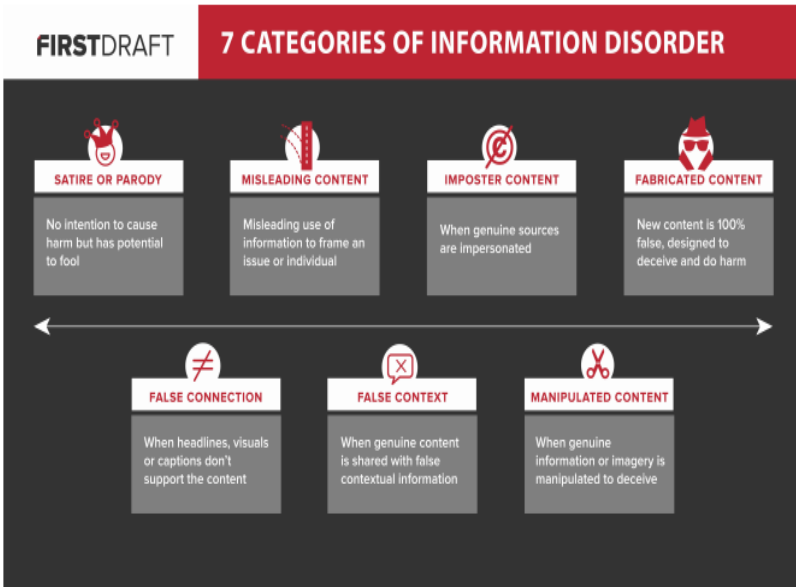 FIRSTDRAFT
7 CATEGORIES OF INFORMATION DISORDER
SATIRE OR PARODY
No intention to cause
harm but has potential
to fool
MISLEADING CONTENT
Misleading use of
information to frame an
issue or individual
IMPOSTER CONTENT
When genuine sources
are impersonated
FABRICATED CONTENT
New content is 100%
false, designed to
deceive and do harm
FALSE CONNECTION
When headlines, visuals
or captions don't
support the content
FALSE CONTEXT
When genuine content
is shared with false
contextual information
MANIPULATED CONTENT
When genuine
information or imagery is
manipulated to deceive